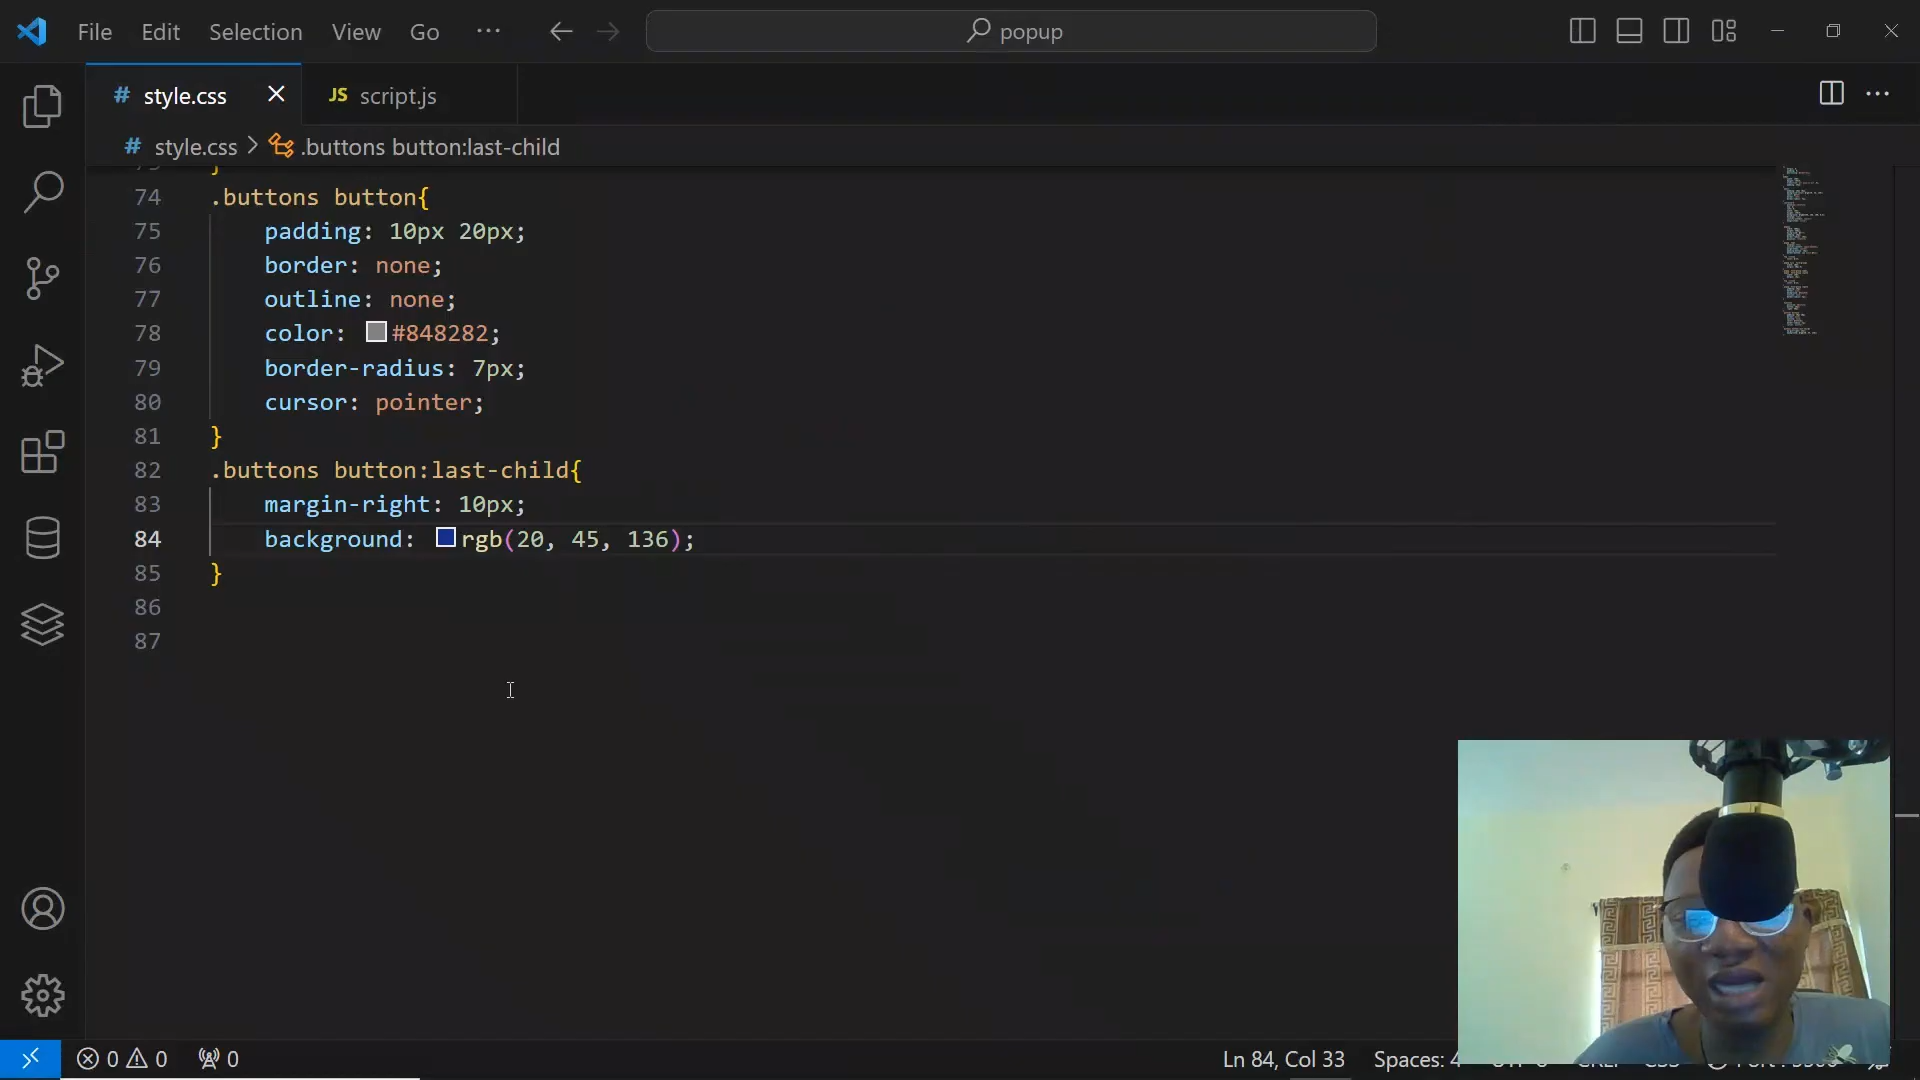 File Edit Selection View Go ··· popup
# style.css JS script.js
# style.css > .buttons button:last-child
74 .buttons button{
75 padding: 10px 20px;
76 border: none;
77 outline: none;
78 color: #848282;
79 border-radius: 7px;
80 cursor: pointer;
81 }
82 .buttons button:last-child{
83 margin-right: 10px;
84 background: rgb(20, 45, 136);
85 }
86
87
0 0 0 Ln 84, Col 33 Spaces: 4